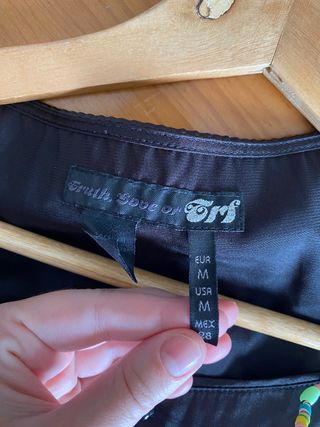 Truth Love or Trf
EUR
M
USA
M
MEX
28